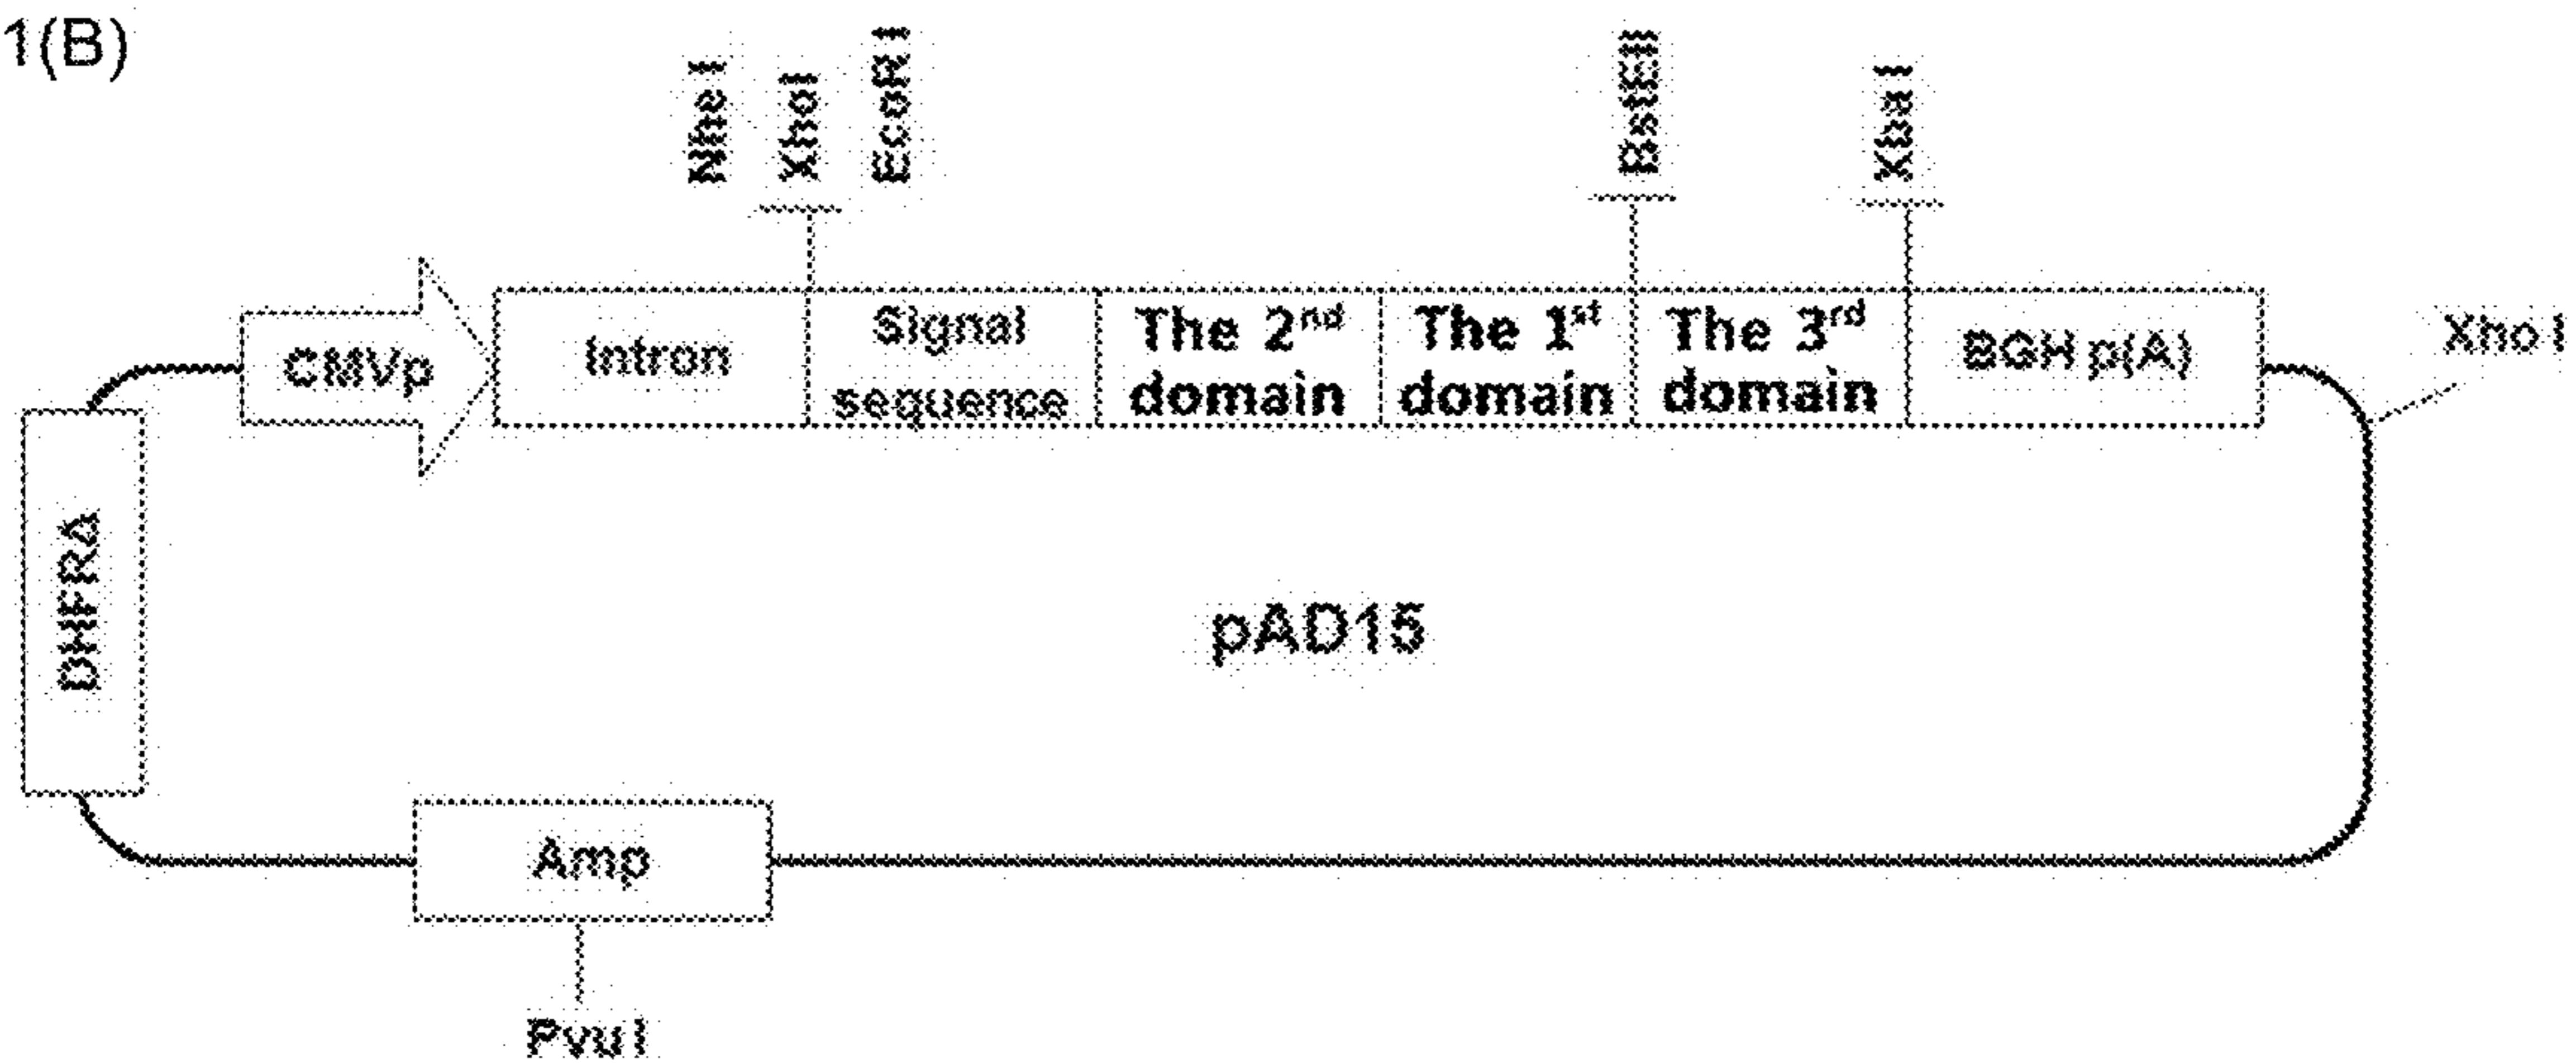 1(B)
Nhe I
Xho I
EcoR I
BstEII
Xba I
CMVp
Intron
Signal
sequence
The 2nd
domain
The 1st
domain
The 3rd
domain
BGH p(A)
Xho I
DHFRΔ
pAD15
Amp
Pvu I